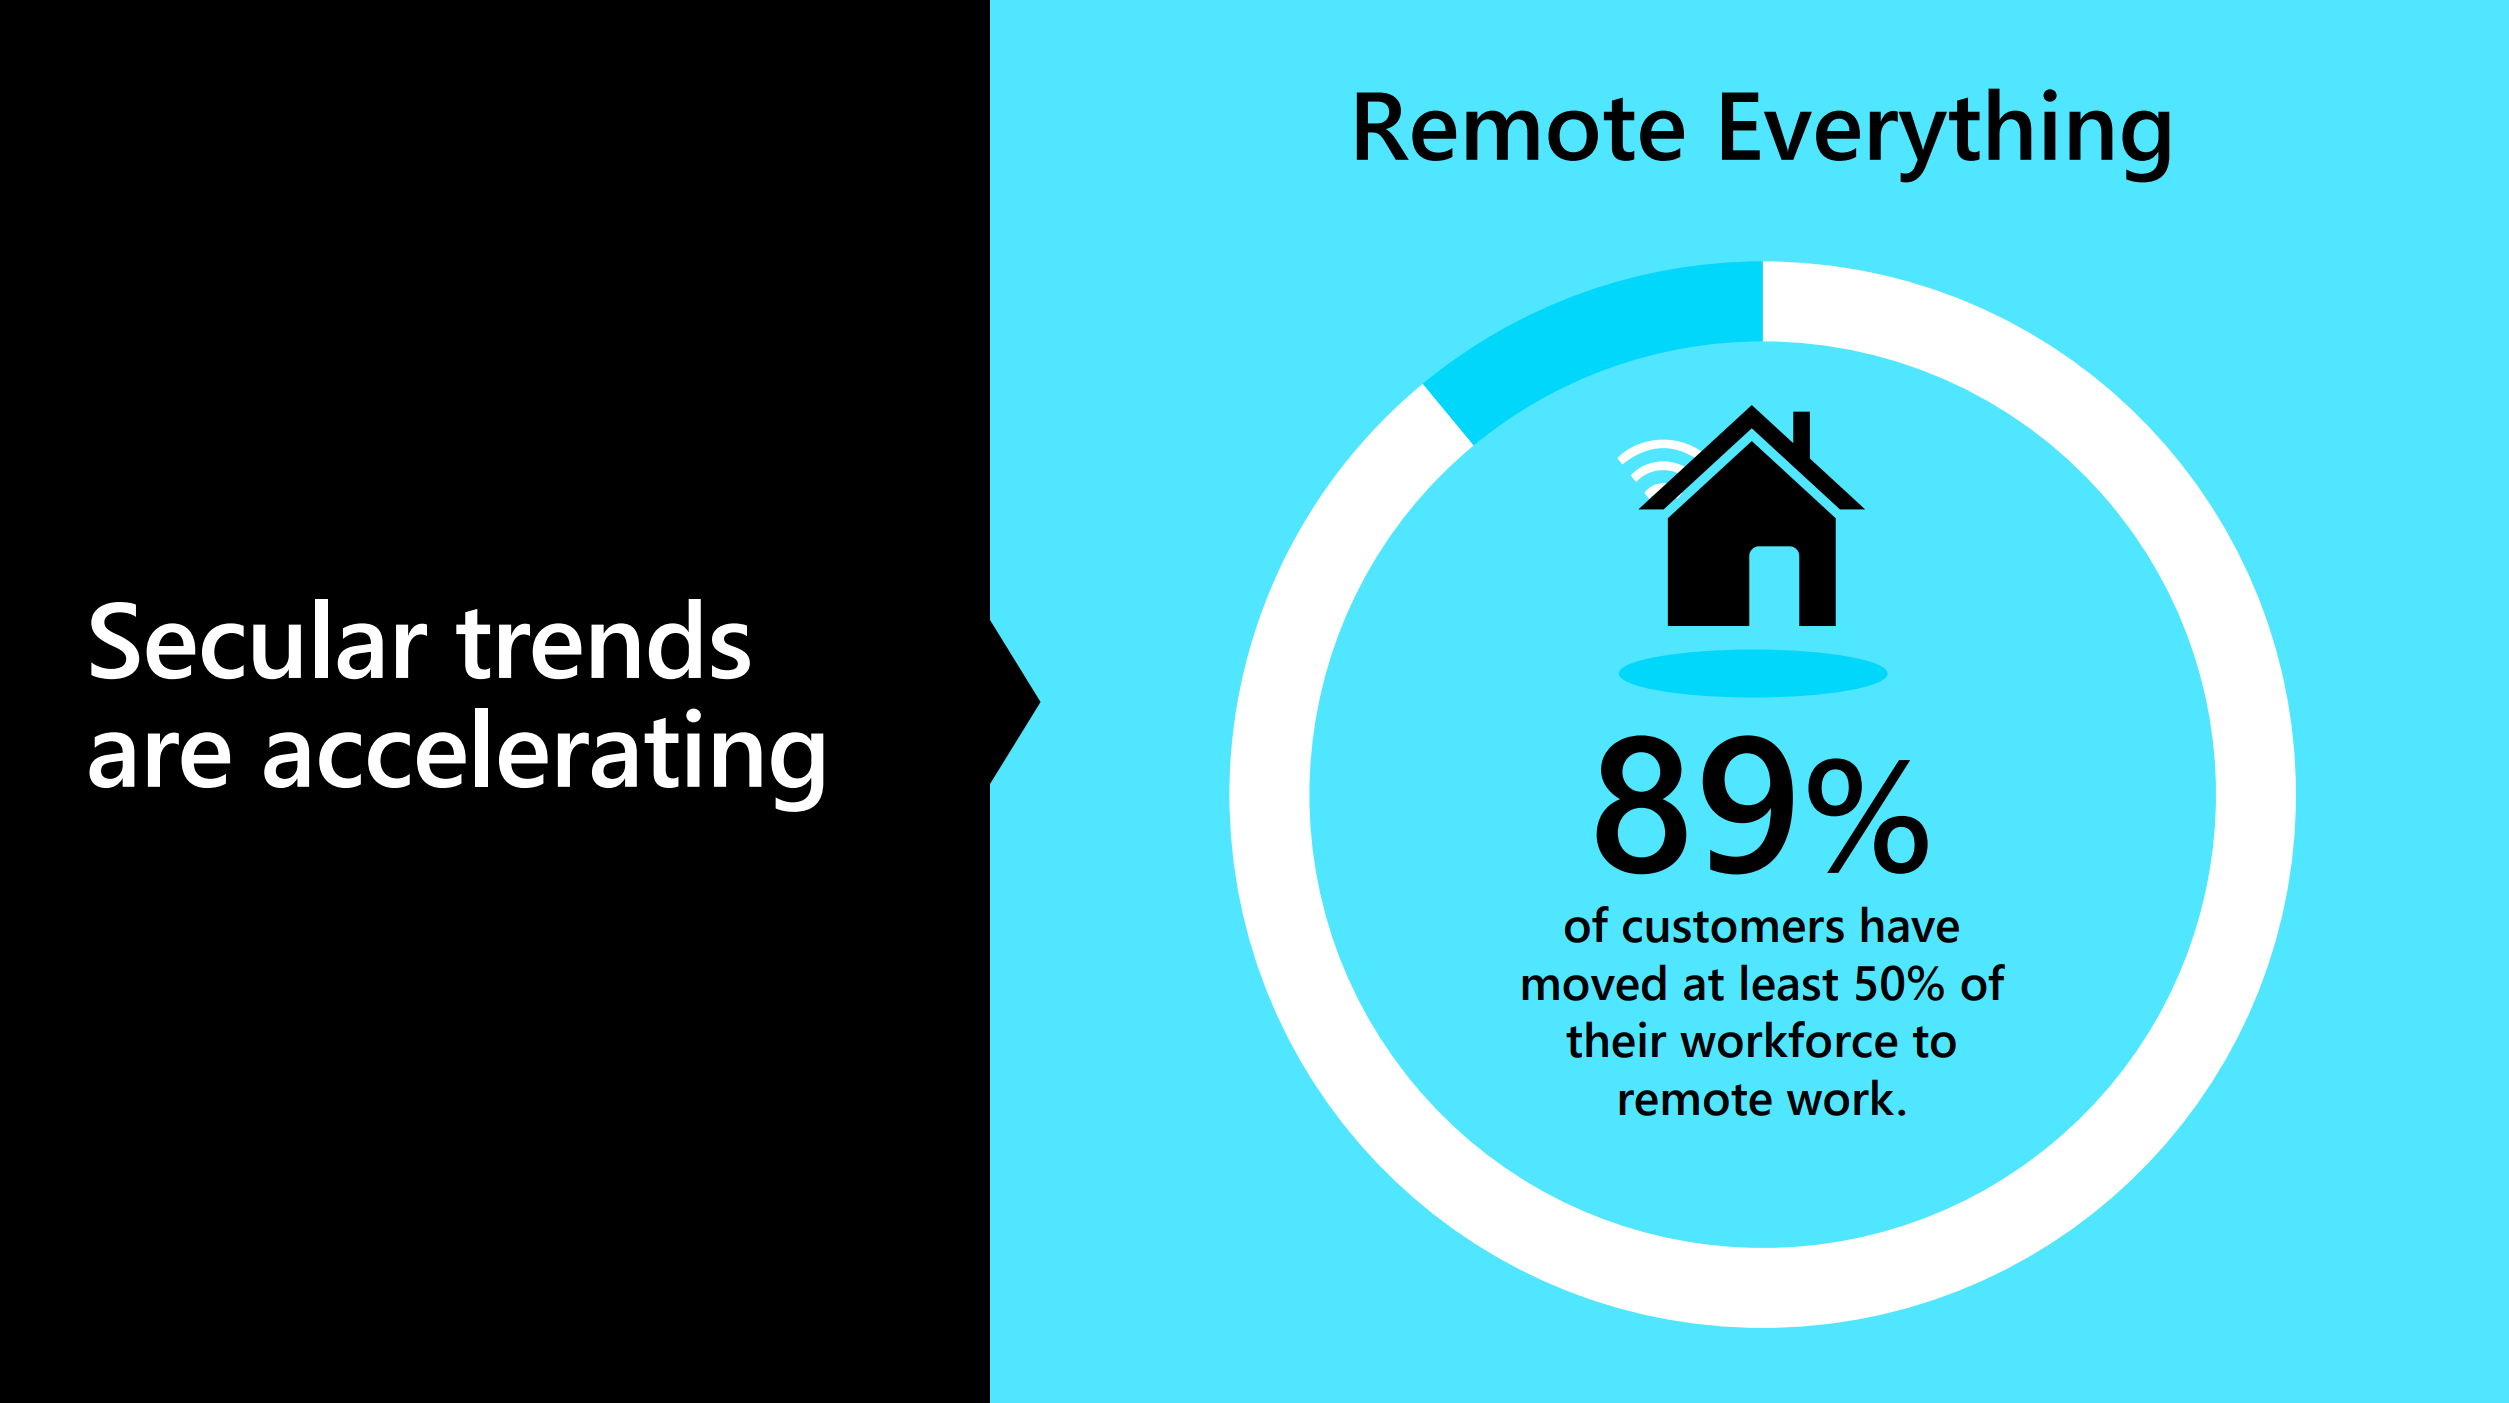 Secular trends
are accelerating
Remote Everything
89%
of customers have
moved at least 50% of
their workforce to
remote work.